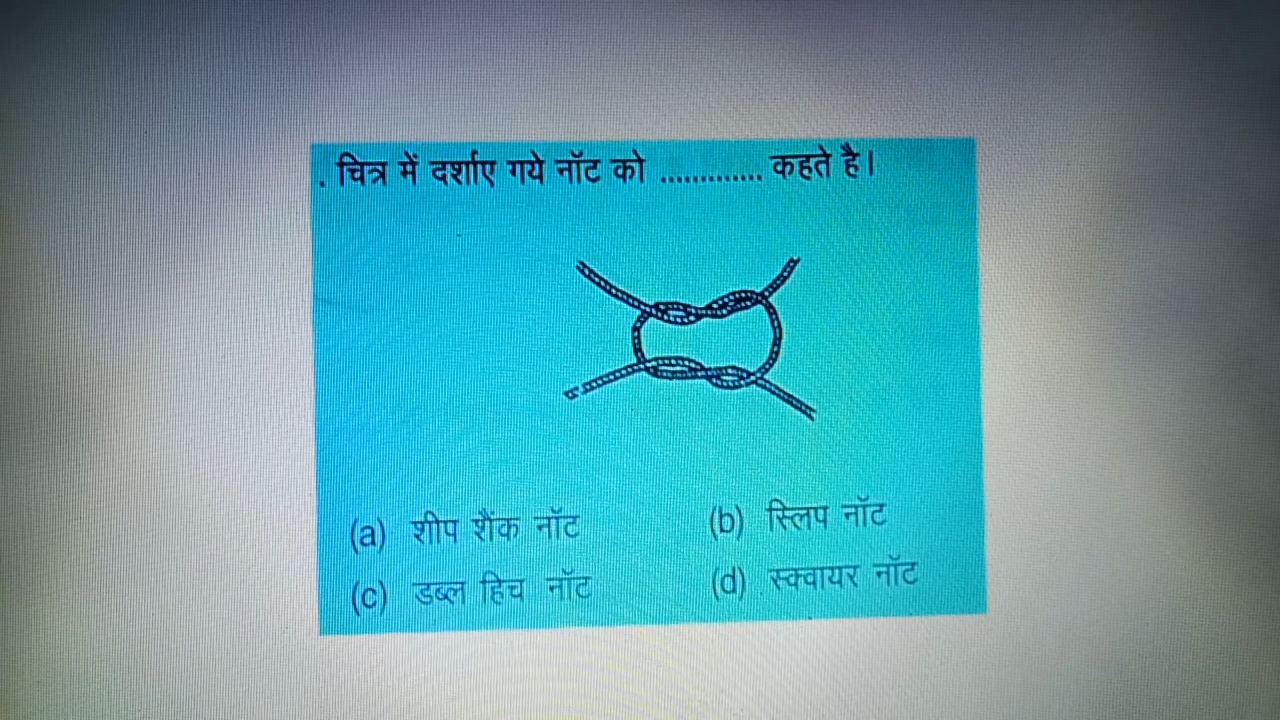 . चित्र में दर्शाए गये नॉट को ............. कहते है।
(a) शीप शैंक नॉट (b) स्लिप नॉट
(c) डब्ल हिच नॉट (d) स्क्वायर नॉट